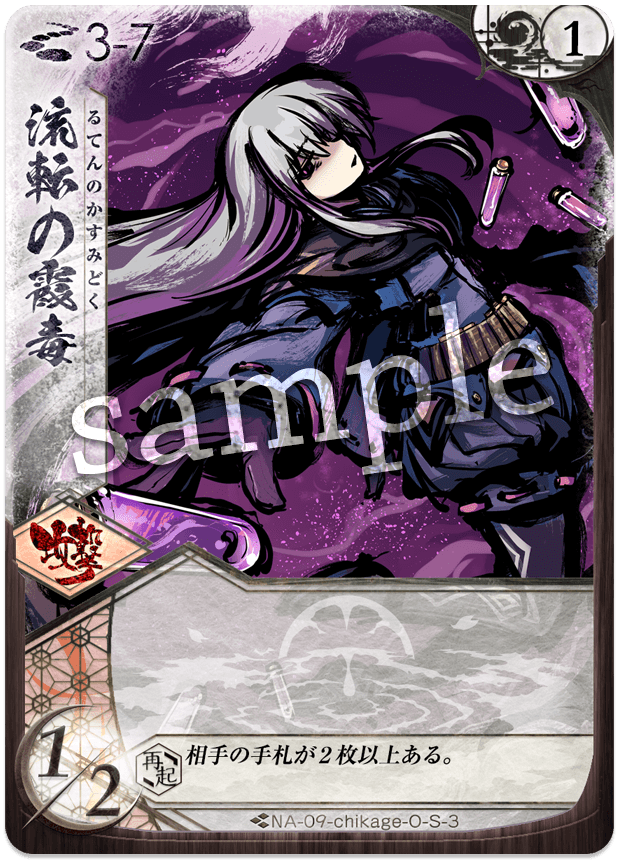 3-7
1
流転の霞毒
るてんのかすみどく
sample
攻撃
1/2
再起
相手の手札が2枚以上ある。
NA-09-chikage-O-S-3